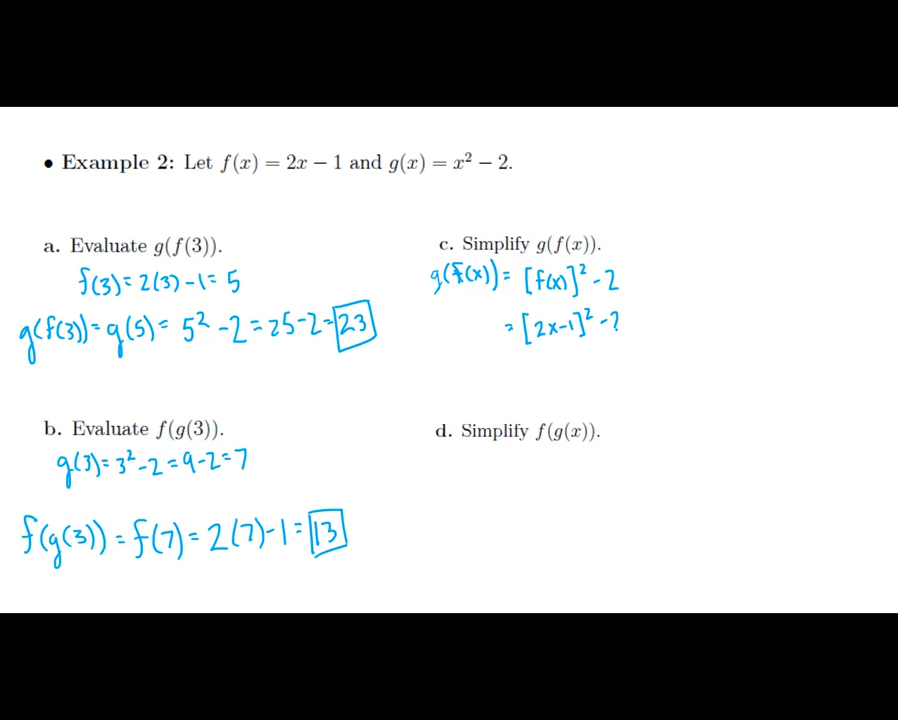 • Example 2: Let f(x) = 2x − 1 and g(x) = x² − 2.
a. Evaluate g(f(3)).
f(3) = 2(3) - 1 = 5
g(f(3)) = g(5) = 5² - 2 = 25 - 2 = 23
b. Evaluate f(g(3)).
g(3) = 3² - 2 = 9 - 2 = 7
f(g(3)) = f(7) = 2(7) - 1 = 13
c. Simplify g(f(x)).
g(f(x)) = [f(x)]² - 2
= [2x-1]² - 2
d. Simplify f(g(x)).